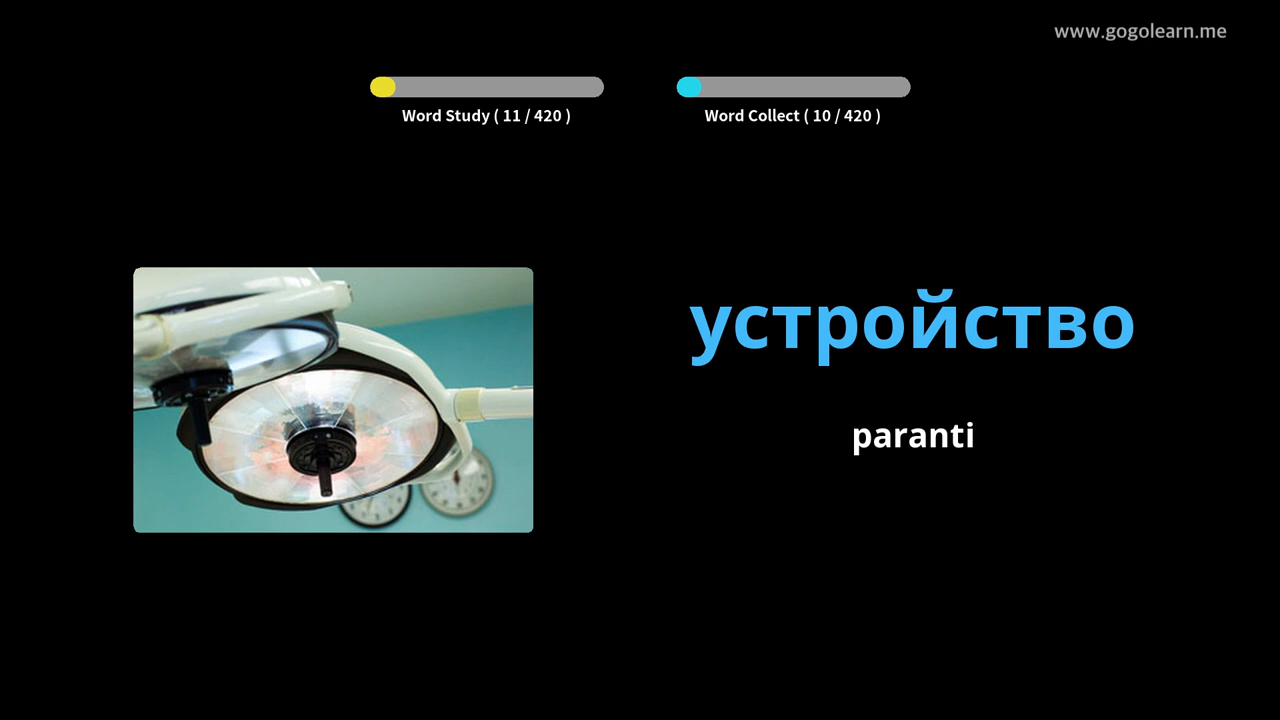 www.gogolearn.me
Word Study ( 11 / 420 )
Word Collect ( 10 / 420 )
устройство
paranti